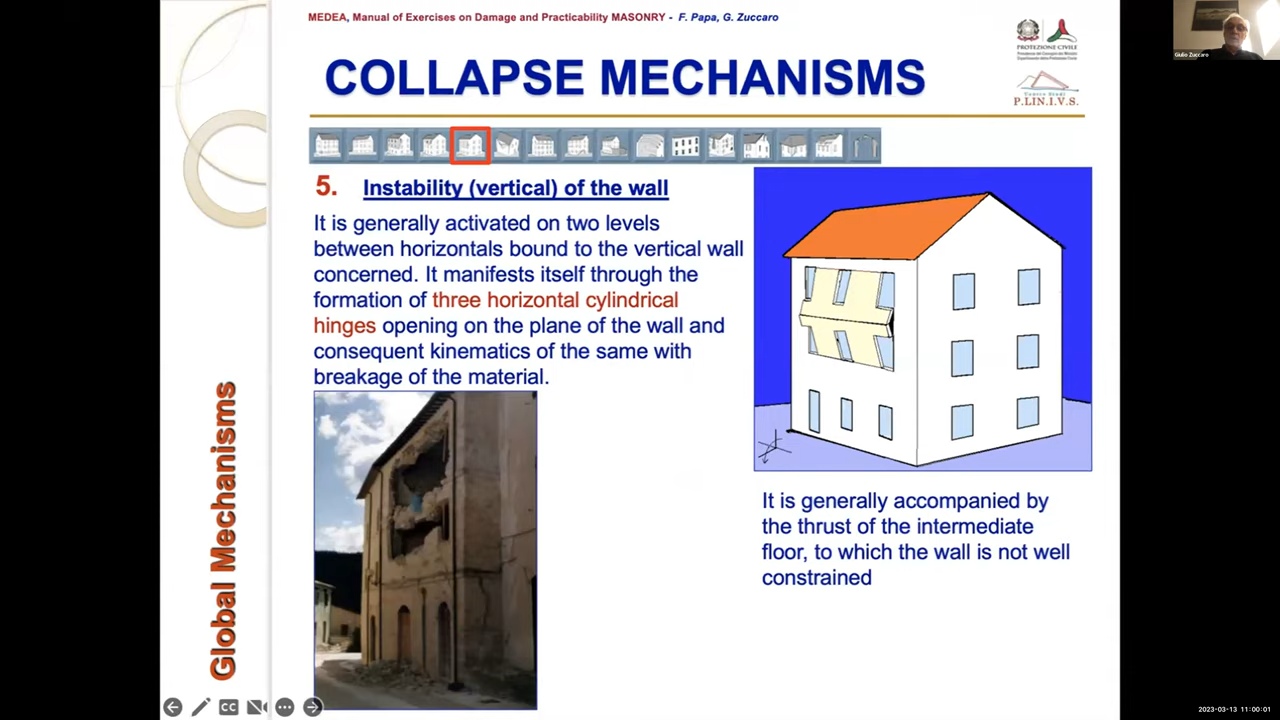 MEDEA, Manual of Exercises on Damage and Practicability MASONRY - F. Papa, G. Zuccaro
PROTEZIONE CIVILE
COLLAPSE MECHANISMS
P.LIN.I.V.S.
Giulio Zuccaro
5. Instability (vertical) of the wall
It is generally activated on two levels
between horizontals bound to the vertical wall
concerned. It manifests itself through the
formation of three horizontal cylindrical
hinges opening on the plane of the wall and
consequent kinematics of the same with
breakage of the material.
It is generally accompanied by
the thrust of the intermediate
floor, to which the wall is not well
constrained
Global Mechanisms
CC
2023-03-13 11:00:01